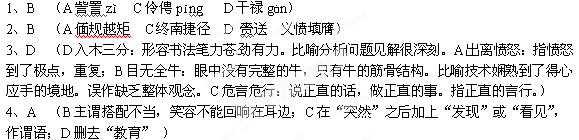 1、B （A 訾置 zì C 伶俜 pīng D 干禄 gān）
2、B （A 偭规越矩 C 终南捷径 D 赍送 义愤填膺）
3、D （D 入木三分：形容书法笔力苍劲有力。比喻分析问题见解很深刻。A 出离愤怒：指愤怒
到了极点，重复；B 目无全牛：眼中没有完整的牛，只有牛的筋骨结构。比喻技术娴熟到了得心
应手的境地。误作缺乏整体观念。C 危言危行：说正直的话，做正直的事。指正直的言行。）
4、A （B 主谓搭配不当，笑容不能回响在耳边；C 在“突然”之后加上“发现”或“看见”，
作谓语；D 删去“教育” ）